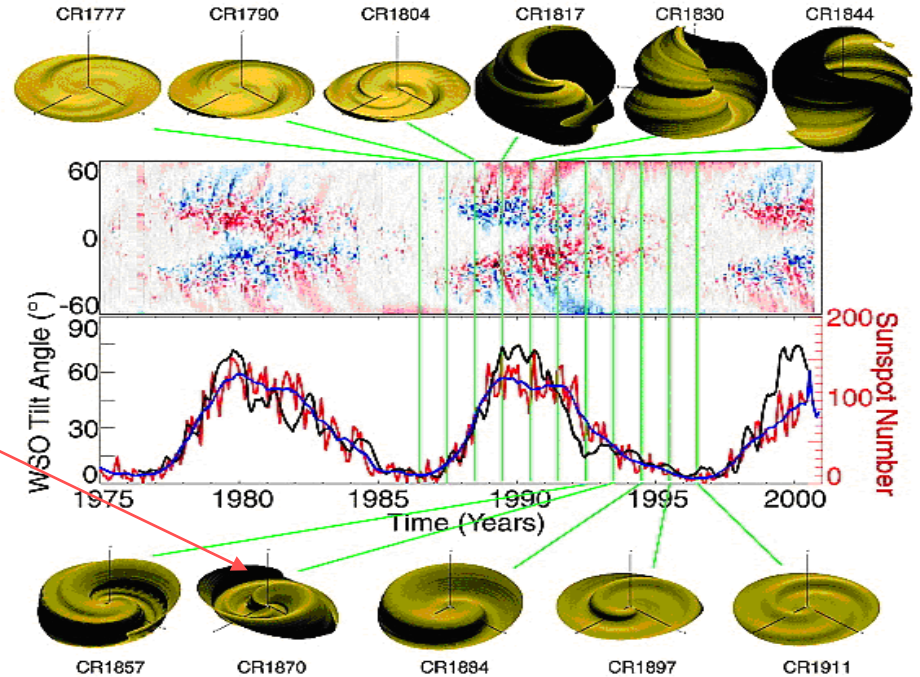 CR1777 CR1790 CR1804 CR1817 CR1830 CR1844
60
0
-60
90
60
30
0
WSO Tilt Angle (°)
200
100
0
Sunspot Number
1975 1980 1985 1990 1995 2000
Time (Years)
CR1857 CR1870 CR1884 CR1897 CR1911